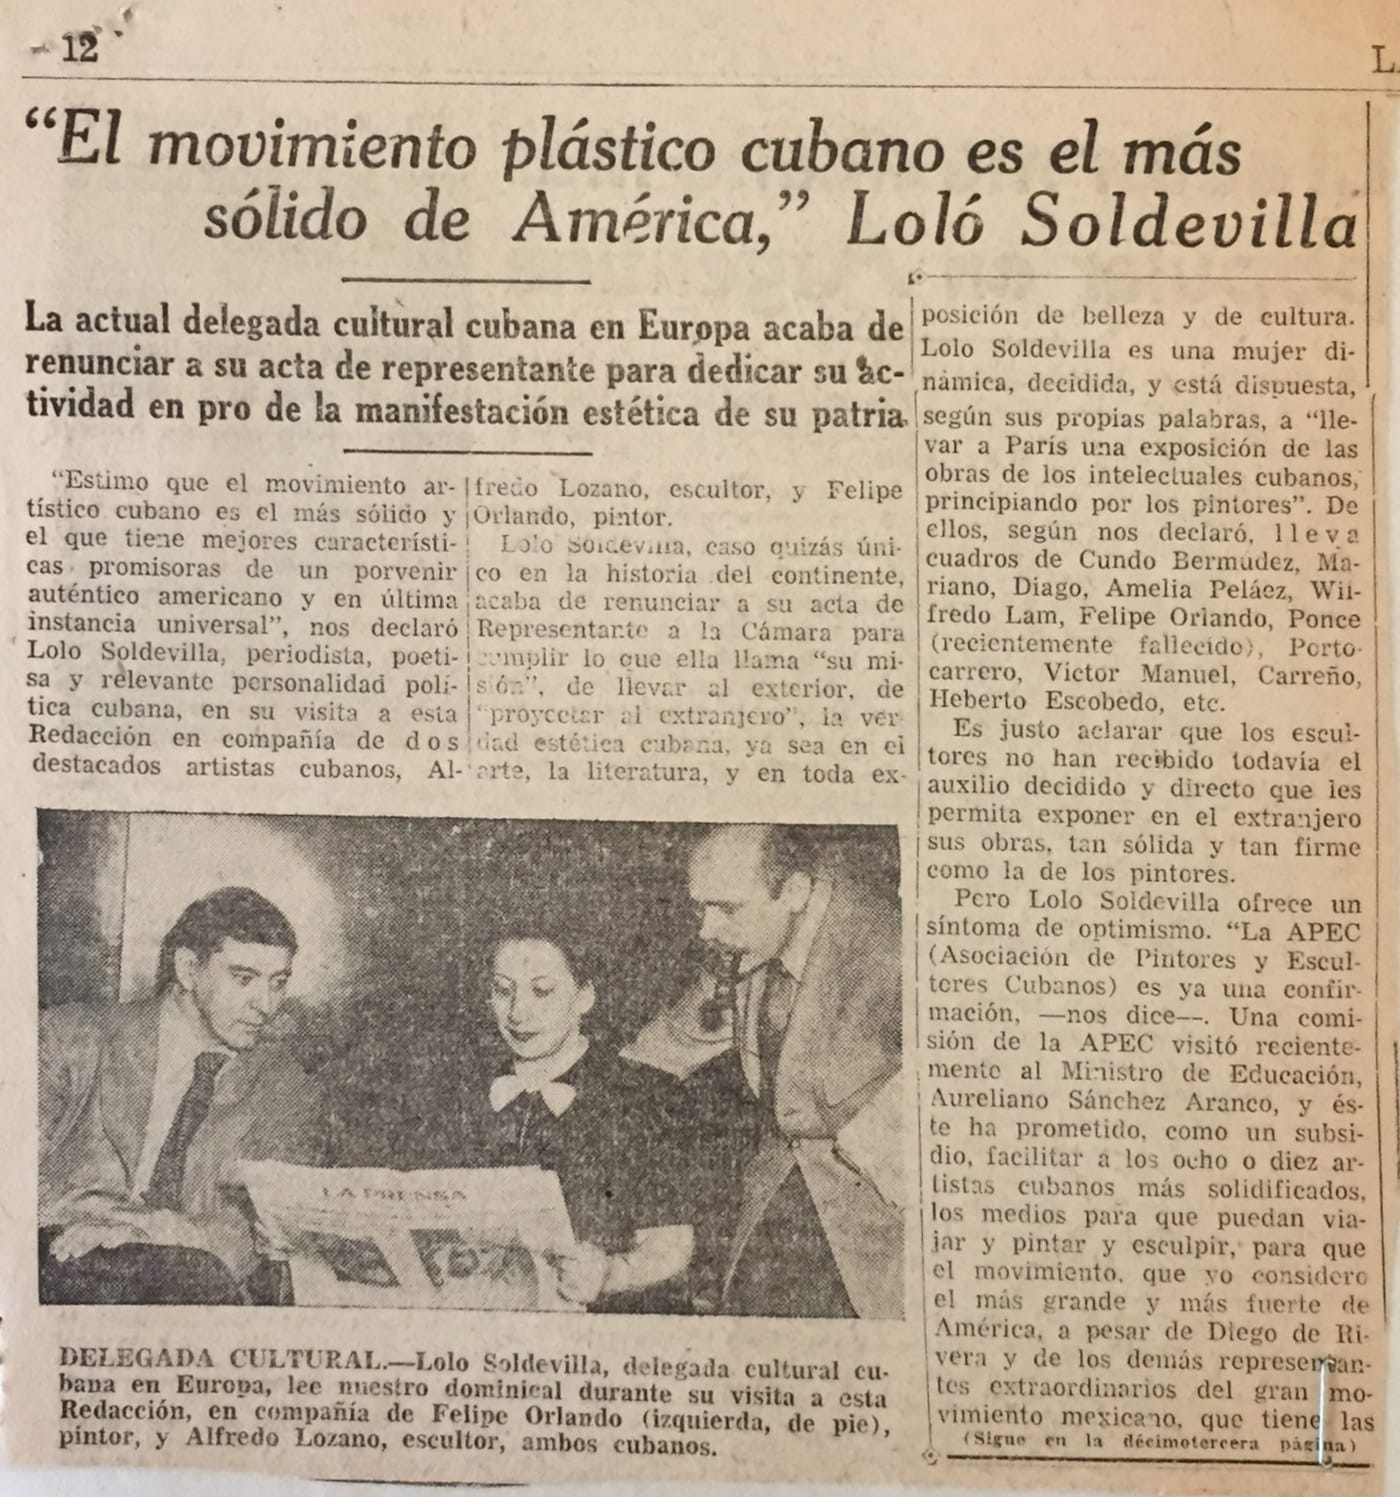 12
L
"El movimiento plástico cubano es el más
sólido de América," Loló Soldevilla
La actual delegada cultural cubana en Europa acaba de
renunciar a su acta de representante para dedicar su ac-
tividad en pro de la manifestación estética de su patria
"Estimo que el movimiento ar-
tístico cubano es el más sólido y
el que tiene mejores característi-
cas promisoras de un porvenir
auténtico americano y en última
instancia universal", nos declaró
Lolo Soldevilla, periodista, poeti-
sa y relevante personalidad polí-
tica cubana, en su visita a esta
Redacción en compañía de dos
destacados artistas cubanos, Al-
fredo Lozano, escultor, y Felipe
Orlando, pintor.
Lolo Soldevilla, caso quizás úni-
co en la historia del continente,
acaba de renunciar a su acta de
Representante a la Cámara para
cumplir lo que ella llama "su mi-
sión", de llevar al exterior, de
"proyectar al extranjero", la ver-
dad estética cubana, ya sea en el
arte, la literatura, y en toda ex-
posición de belleza y de cultura.
Lolo Soldevilla es una mujer di-
námica, decidida, y está dispuesta,
según sus propias palabras, a "lle-
var a París una exposición de las
obras de los intelectuales cubanos,
principiando por los pintores". De
ellos, según nos declaró, lleva
cuadros de Cundo Bermúdez, Ma-
riano, Diago, Amelia Peláez, Wil-
fredo Lam, Felipe Orlando, Ponce
(recientemente fallecido), Porto-
carrero, Víctor Manuel, Carreño,
Heberto Escobedo, etc.
Es justo aclarar que los escul-
tores no han recibido todavía el
auxilio decidido y directo que les
permita exponer en el extranjero
sus obras, tan sólida y tan firme
como la de los pintores.
Pero Lolo Soldevilla ofrece un
síntoma de optimismo. "La APEC
(Asociación de Pintores y Escul-
tores Cubanos) es ya una confir-
mación, —nos dice—. Una comi-
sión de la APEC visitó reciente-
mente al Ministro de Educación,
Aureliano Sánchez Aranco, y és-
te ha prometido, como un subsi-
dio, facilitar a los ocho o diez ar-
tistas cubanos más solidificados,
los medios para que puedan via-
jar y pintar y esculpir, para que
el movimiento, que yo considero
el más grande y más fuerte de
América, a pesar de Diego de Ri-
vera y de los demás representan-
tes extraordinarios del gran mo-
vimiento mexicano, que tiene las
(Sigue en la décimotercera página)
LA PRENSA
DELEGADA CULTURAL.—Lolo Soldevilla, delegada cultural cu-
bana en Europa, lee nuestro dominical durante su visita a esta
Redacción, en compañía de Felipe Orlando (izquierda, de pie),
pintor, y Alfredo Lozano, escultor, ambos cubanos.